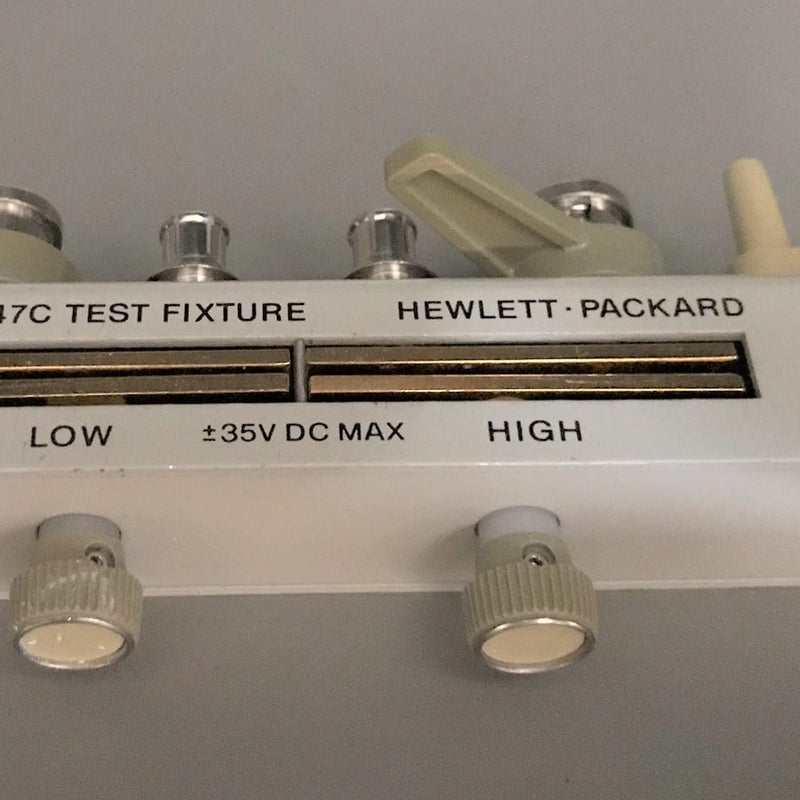 47C TEST FIXTURE HEWLETT·PACKARD
LOW ±35V DC MAX HIGH